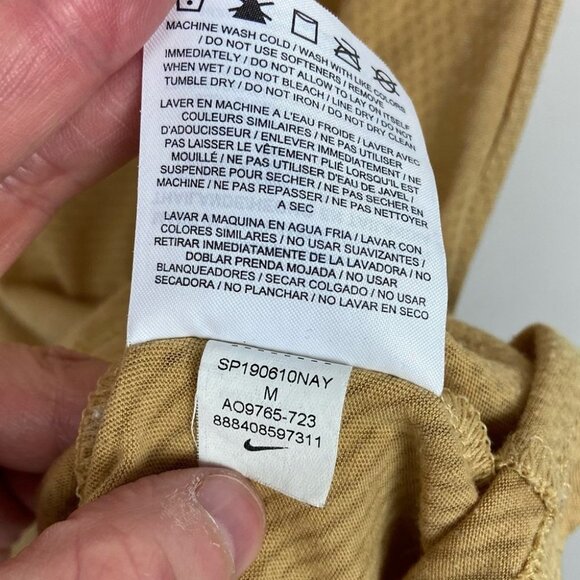 MACHINE WASH COLD / WASH WITH LIKE COLORS
/ DO NOT USE SOFTENERS / REMOVE
IMMEDIATELY / DO NOT ALLOW TO LAY ON ITSELF
WHEN WET / DO NOT BLEACH / LINE DRY / DO NOT
TUMBLE DRY / DO NOT IRON / DO NOT DRY CLEAN
LAVER EN MACHINE A L'EAU FROIDE / LAVER AVEC
COULEURS SIMILAIRES / NE PAS UTILISER
D'ADOUCISSEUR / ENLEVER IMMEDIATEMENT / NE
PAS LAISSER LE VÊTEMENT PLIÉ LORSQU'IL EST
MOUILLÉ / NE PAS UTILISER D'EAU DE JAVEL /
SUSPENDRE POUR SECHER / NE PAS SECHER EN
MACHINE / NE PAS REPASSER / NE PAS NETTOYER
A SEC
LAVAR A MAQUINA EN AGUA FRIA / LAVAR CON
COLORES SIMILARES / NO USAR SUAVIZANTES /
RETIRAR INMEDIATAMENTE DE LA LAVADORA / NO
DOBLAR PRENDA MOJADA / NO USAR
BLANQUEADORES / SECAR COLGADO / NO USAR
SECADORA / NO PLANCHAR / NO LAVAR EN SECO
SP190610NAY
M
AO9765-723
888408597311